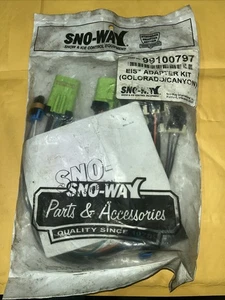 SNO-WAY
SNOW & ICE CONTROL EQUIPMENT
99100797
EIS ADAPTER KIT
(COLORADO/CANYON)
SNO-WAY
SNO-
SNO-WAY
Parts & Accessories
QUALITY SINCE
SNO-WAY